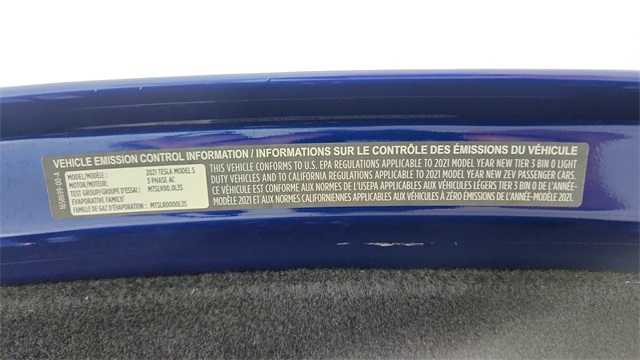 VEHICLE EMISSION CONTROL INFORMATION / INFORMATIONS SUR LE CONTRÔLE DES ÉMISSIONS DU VÉHICULE
1658699-00-A
MODEL/MODÈLE : 2021 TESLA MODEL S
MOTOR/MOTEUR: 3 PHASE AC
TEST GROUP/GROUPE D'ESSAI : MTSLV00.0L3S
EVAPORATIVE FAMILY/
FAMILLE DE GAZ D'ÉVAPORATION : MTSLR0000L3S
THIS VEHICLE CONFORMS TO U.S. EPA REGULATIONS APPLICABLE TO 2021 MODEL YEAR NEW TIER 3 BIN 0 LIGHT
DUTY VEHICLES AND TO CALIFORNIA REGULATIONS APPLICABLE TO 2021 MODEL YEAR NEW ZEV PASSENGER CARS.
CE VÉHICULE EST CONFORME AUX NORMES DE L'USEPA APPLICABLES AUX VÉHICULES LÉGERS TIER 3 BIN 0 DE L'ANNÉE-
MODÈLE 2021 ET AUX NORMES CALIFORNIENNES APPLICABLES AUX VÉHICULES À ZÉRO ÉMISSIONS DE L'ANNÉE-MODÈLE 2021.